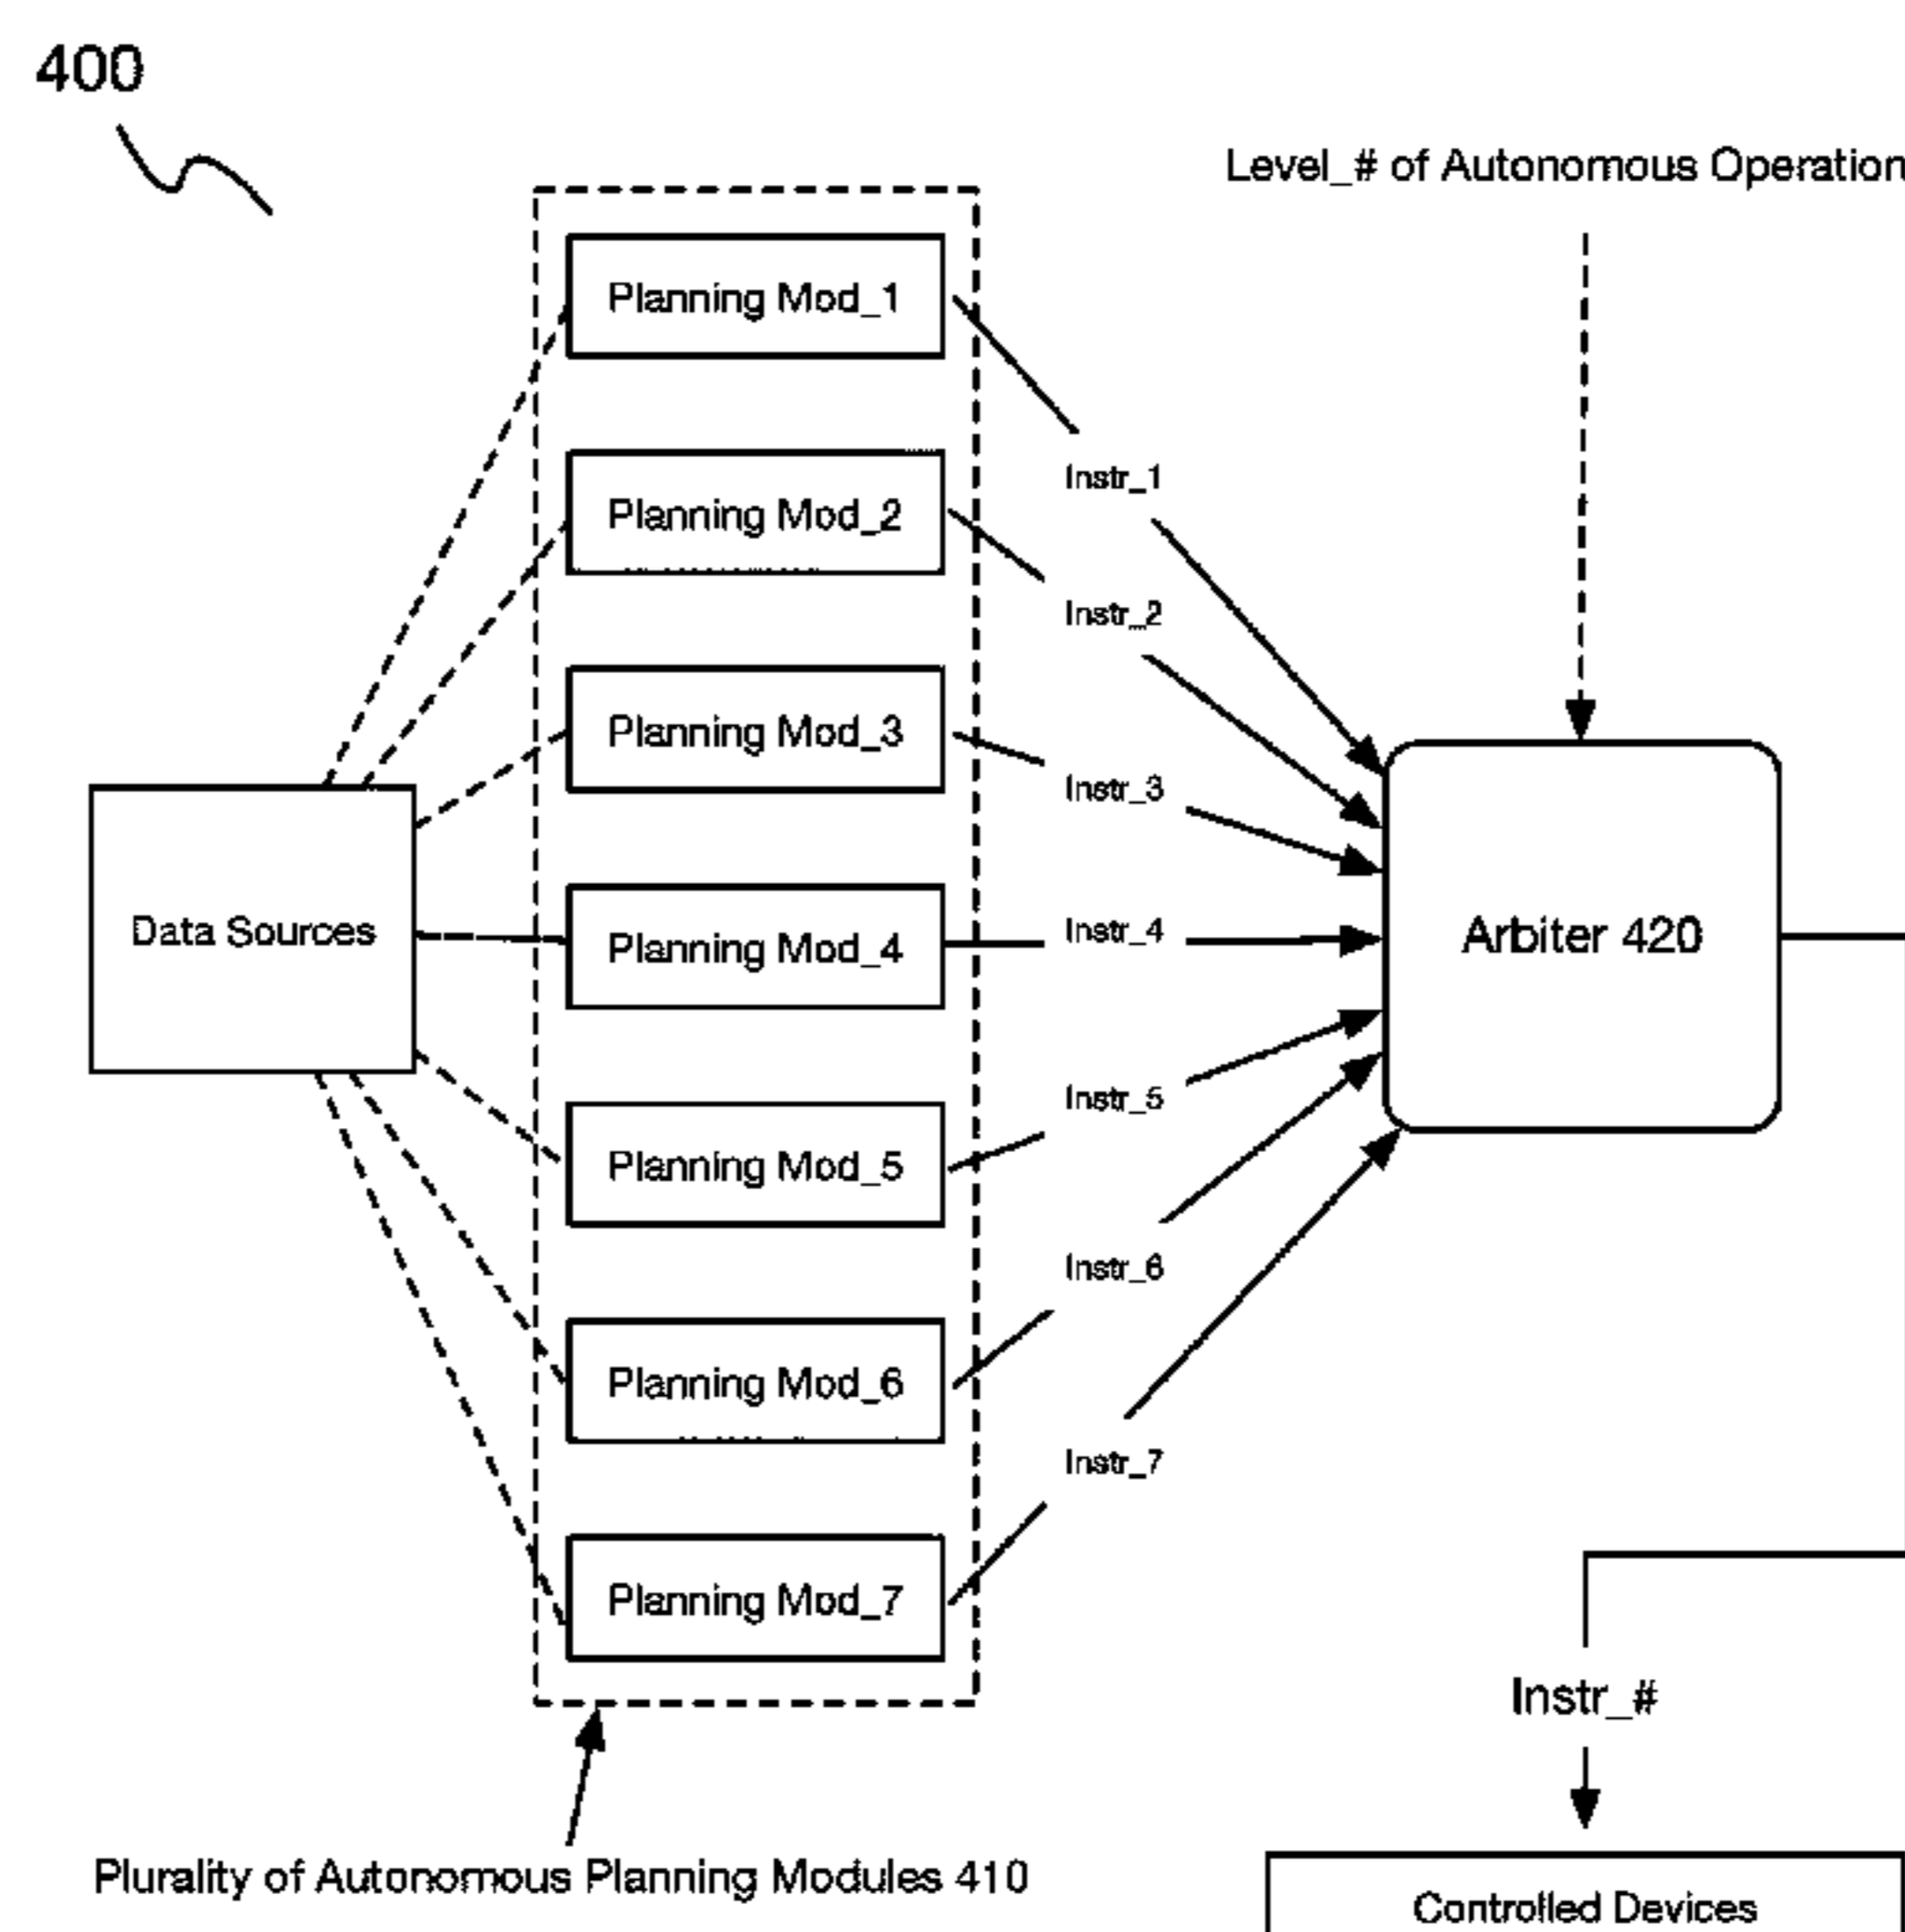 400
Level_# of Autonomous Operation
Planning Mod_1
Instr_1
Planning Mod_2
Instr_2
Planning Mod_3
Instr_3
Data Sources
Planning Mod_4
Instr_4
Arbiter 420
Planning Mod_5
Instr_5
Planning Mod_6
Instr_6
Planning Mod_7
Instr_7
Instr_#
Plurality of Autonomous Planning Modules 410
Controlled Devices